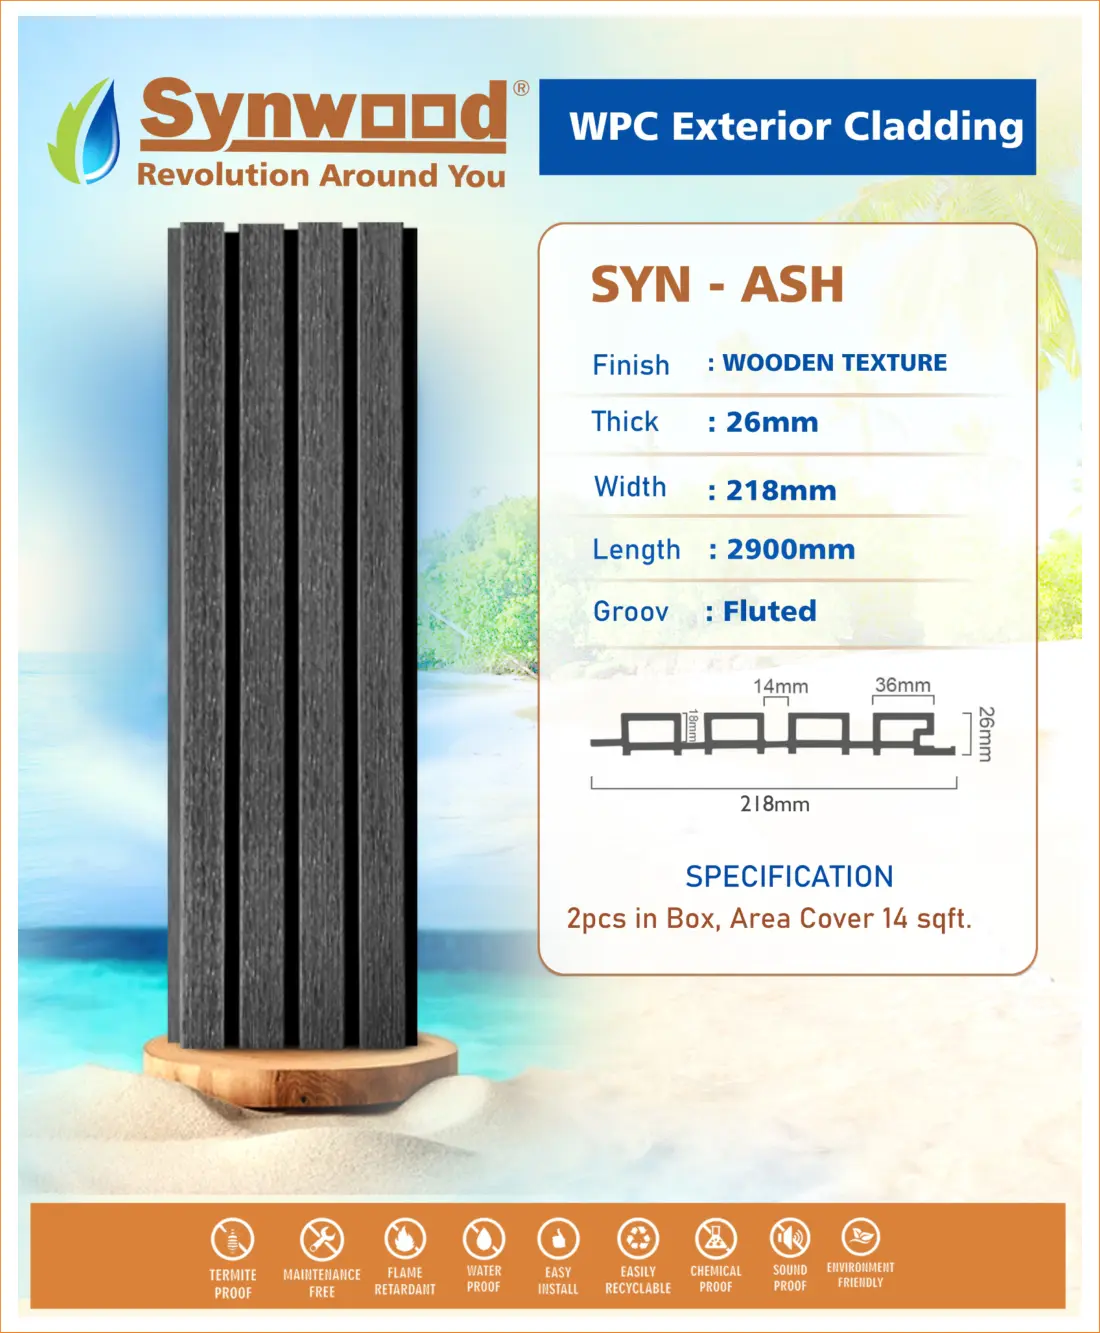 Synwood®
Revolution Around You
WPC Exterior Cladding
SYN - ASH
Finish : WOODEN TEXTURE
Thick : 26mm
Width : 218mm
Length : 2900mm
Groov : Fluted
14mm
36mm
18mm
26mm
218mm
SPECIFICATION
2pcs in Box, Area Cover 14 sqft.
TERMITE
PROOF
MAINTENANCE
FREE
FLAME
RETARDANT
WATER
PROOF
EASY
INSTALL
EASILY
RECYCLABLE
CHEMICAL
PROOF
SOUND
PROOF
ENVIRONMENT
FRIENDLY